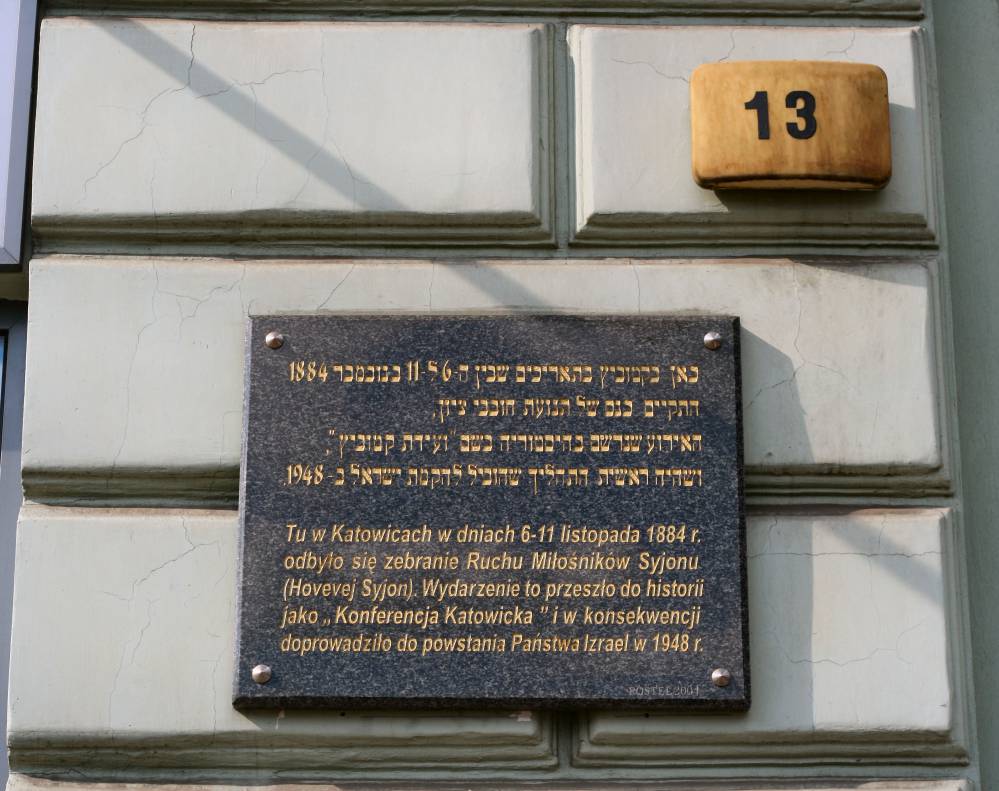 13
כאן בקטוביץ בתאריכים שבין ה-6 ל-11 בנובמבר 1884
התקיים כנס של תנועת חובבי ציון,
האירוע שנרשם בהיסטוריה בשם "ועידת קטוביץ",
ושהיה ראשית התהליך שהוביל להקמת ישראל ב-1948.
Tu w Katowicach w dniach 6-11 listopada 1884 r.
odbyło się zebranie Ruchu Miłośników Syjonu
(Hovevej Syjon). Wydarzenie to przeszło do historii
jako „Konferencja Katowicka ” i w konsekwencji
doprowadziło do powstania Państwa Izrael w 1948 r.